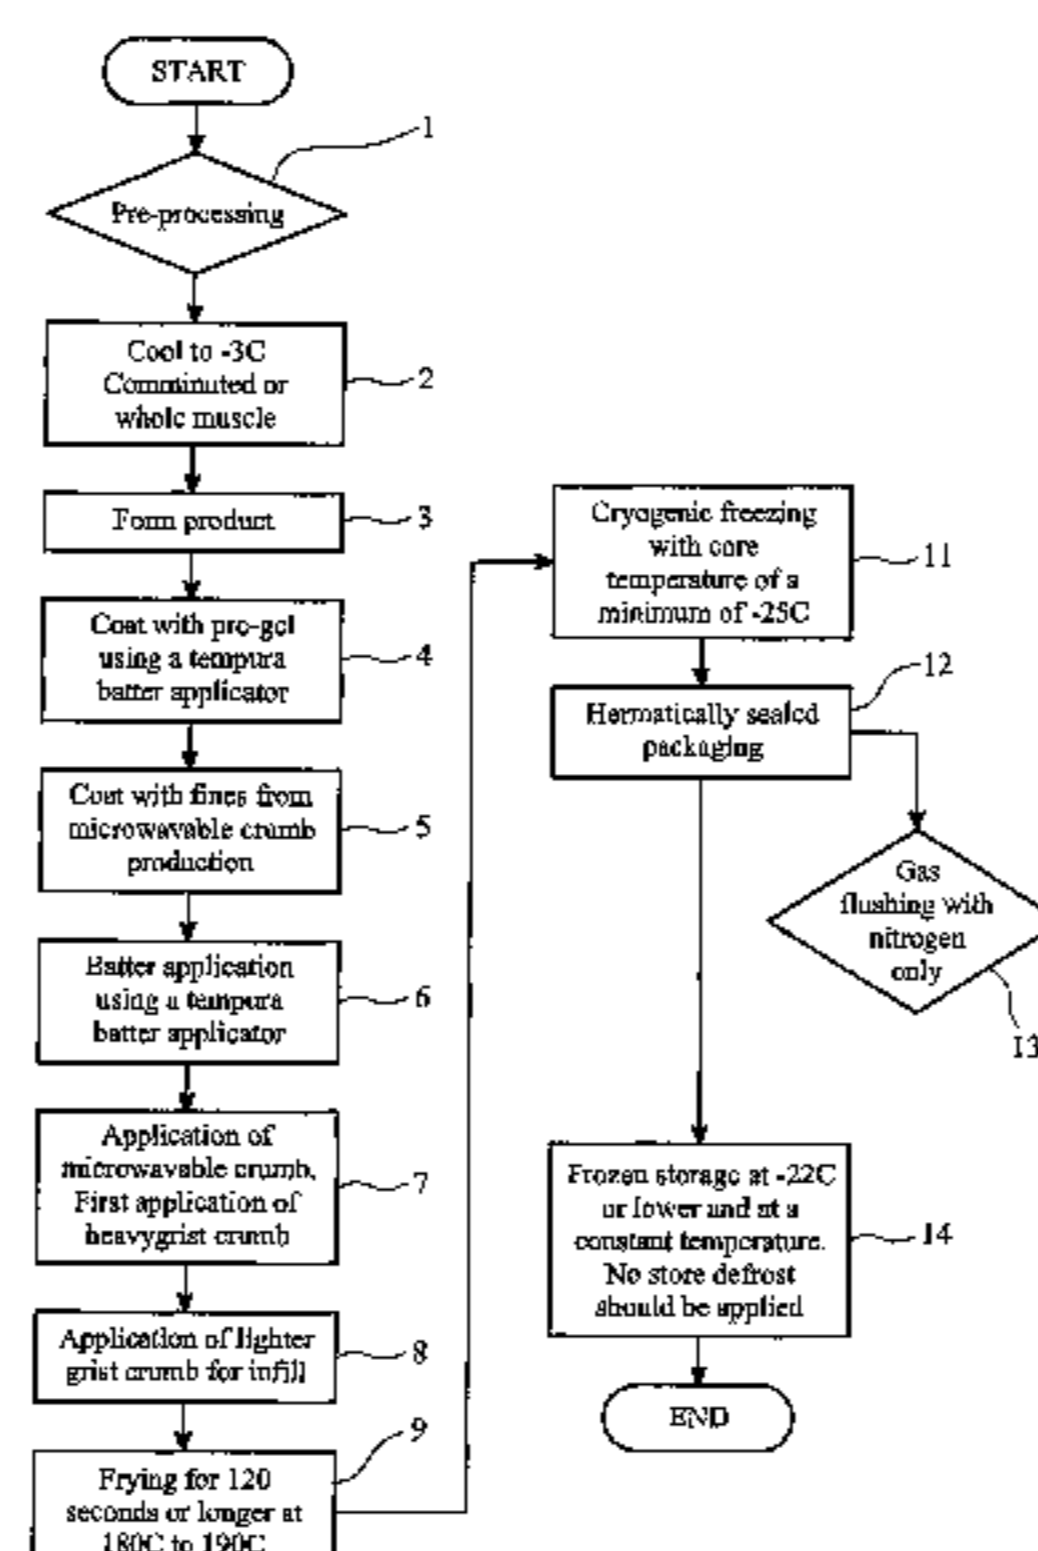 START
1
Pre-processing
Cool to -3C
Comminuted or
whole muscle
2
Form product
3
Coat with pre-gel
using a tempura
batter applicator
4
Coat with fines from
microwavable crumb
production
5
Batter application
using a tempura
batter applicator
6
Application of
microwavable crumb.
First application of
heavygrist crumb
7
Application of lighter
grist crumb for infill
8
9
Frying for 120
seconds or longer at
180C to 190C
Cryogenic freezing
with core
temperature of a
minimum of -25C
11
12
Hermatically sealed
packaging
Gas
flushing with
nitrogen
only
13
Frozen storage at -22C
or lower and at a
constant temperature.
No store defrost
should be applied
14
END